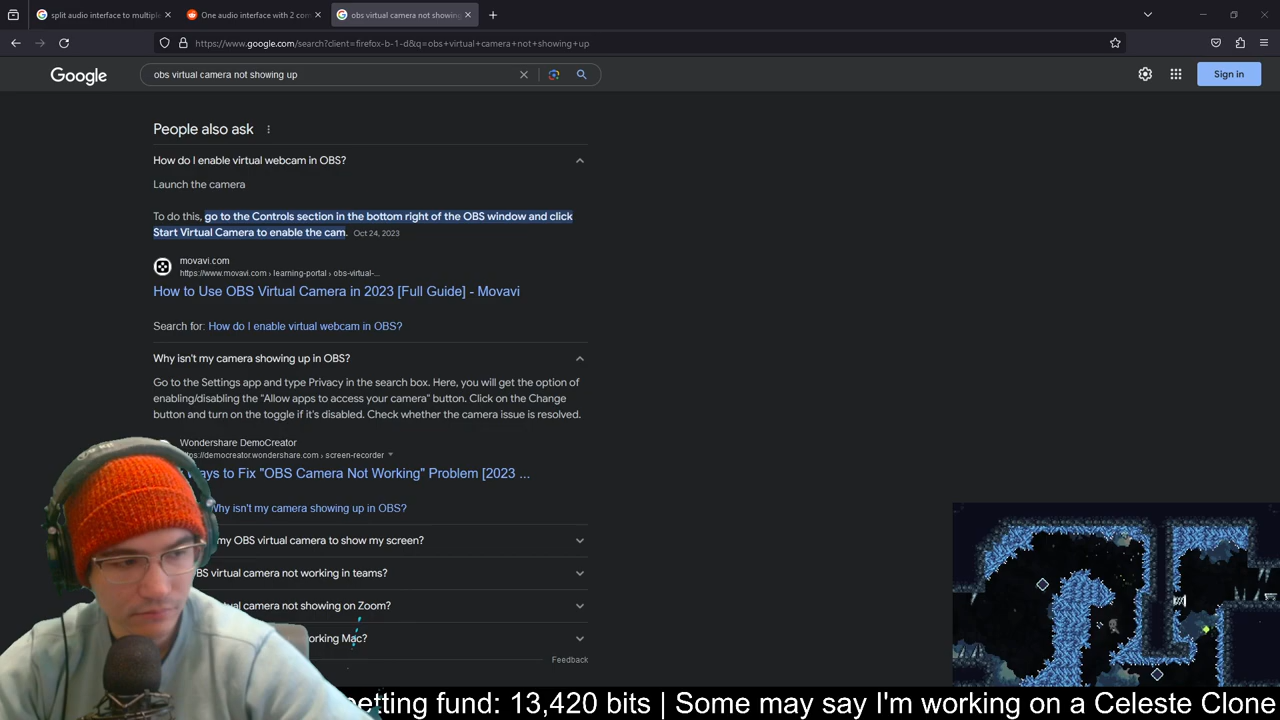 split audio interface to multiple
One audio interface with 2 com
obs virtual camera not showing
https://www.google.com/search?client=firefox-b-1-d&q=obs+virtual+camera+not+showing+up
Google
obs virtual camera not showing up
Sign in
People also ask
How do I enable virtual webcam in OBS?
Launch the camera
To do this, go to the Controls section in the bottom right of the OBS window and click
Start Virtual Camera to enable the cam. Oct 24, 2023
movavi.com
https://www.movavi.com › learning-portal › obs-virtual-...
How to Use OBS Virtual Camera in 2023 [Full Guide] - Movavi
Search for: How do I enable virtual webcam in OBS?
Why isn't my camera showing up in OBS?
Go to the Settings app and type Privacy in the search box. Here, you will get the option of
enabling/disabling the "Allow apps to access your camera" button. Click on the Change
button and turn on the toggle if it's disabled. Check whether the camera issue is resolved.
Wondershare DemoCreator
ps://democreator.wondershare.com › screen-recorder
Ways to Fix "OBS Camera Not Working" Problem [2023 ...
Why isn't my camera showing up in OBS?
my OBS virtual camera to show my screen?
BS virtual camera not working in teams?
tual camera not showing on Zoom?
orking Mac?
Feedback
petting fund: 13,420 bits | Some may say I'm working on a Celeste Clone